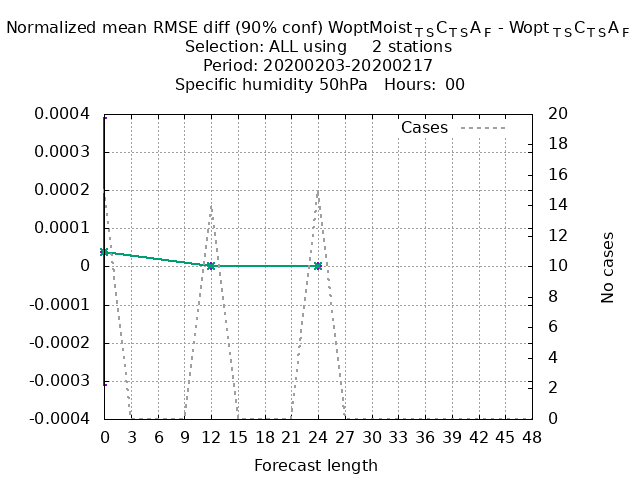 Normalized mean RMSE diff (90% conf) WoptMoist_TSC_TSA_F - Wopt_TSC_TSA_F
Selection: ALL using 2 stations
Period: 20200203-20200217
Specific humidity 50hPa Hours: 00
Cases
0.0004
0.0003
0.0002
0.0001
0
-0.0001
-0.0002
-0.0003
-0.0004
20
18
16
14
12
10
8
6
4
2
0
No cases
0 3 6 9 12 15 18 21 24 27 30 33 36 39 42 45 48
Forecast length